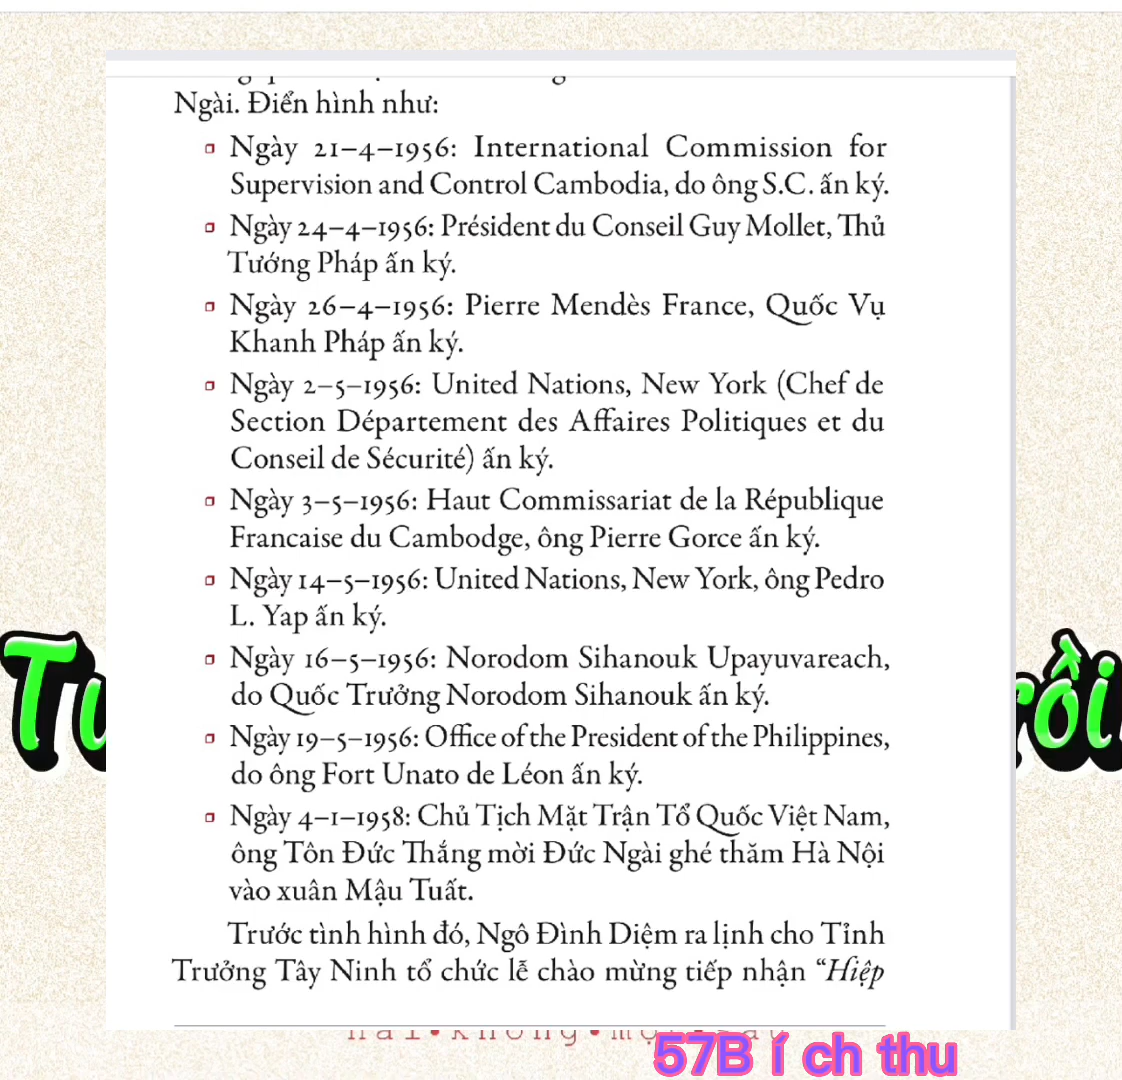 Ngài. Điển hình như:
Ngày 21–4–1956: International Commission for
Supervision and Control Cambodia, do ông S.C. ấn ký.
Ngày 24–4–1956: Président du Conseil Guy Mollet, Thủ
Tướng Pháp ấn ký.
Ngày 26–4–1956: Pierre Mendès France, Quốc Vụ
Khanh Pháp ấn ký.
Ngày 2–5–1956: United Nations, New York (Chef de
Section Département des Affaires Politiques et du
Conseil de Sécurité) ấn ký.
Ngày 3–5–1956: Haut Commissariat de la République
Francaise du Cambodge, ông Pierre Gorce ấn ký.
Ngày 14–5–1956: United Nations, New York, ông Pedro
L. Yap ấn ký.
Ngày 16–5–1956: Norodom Sihanouk Upayuvareach,
do Quốc Trưởng Norodom Sihanouk ấn ký.
Ngày 19–5–1956: Office of the President of the Philippines,
do ông Fort Unato de Léon ấn ký.
Ngày 4–1–1958: Chủ Tịch Mặt Trận Tổ Quốc Việt Nam,
ông Tôn Đức Thắng mời Đức Ngài ghé thăm Hà Nội
vào xuân Mậu Tuất.
Trước tình hình đó, Ngô Đình Diệm ra lịnh cho Tỉnh
Trưởng Tây Ninh tổ chức lễ chào mừng tiếp nhận “Hiệp
57B í ch thu